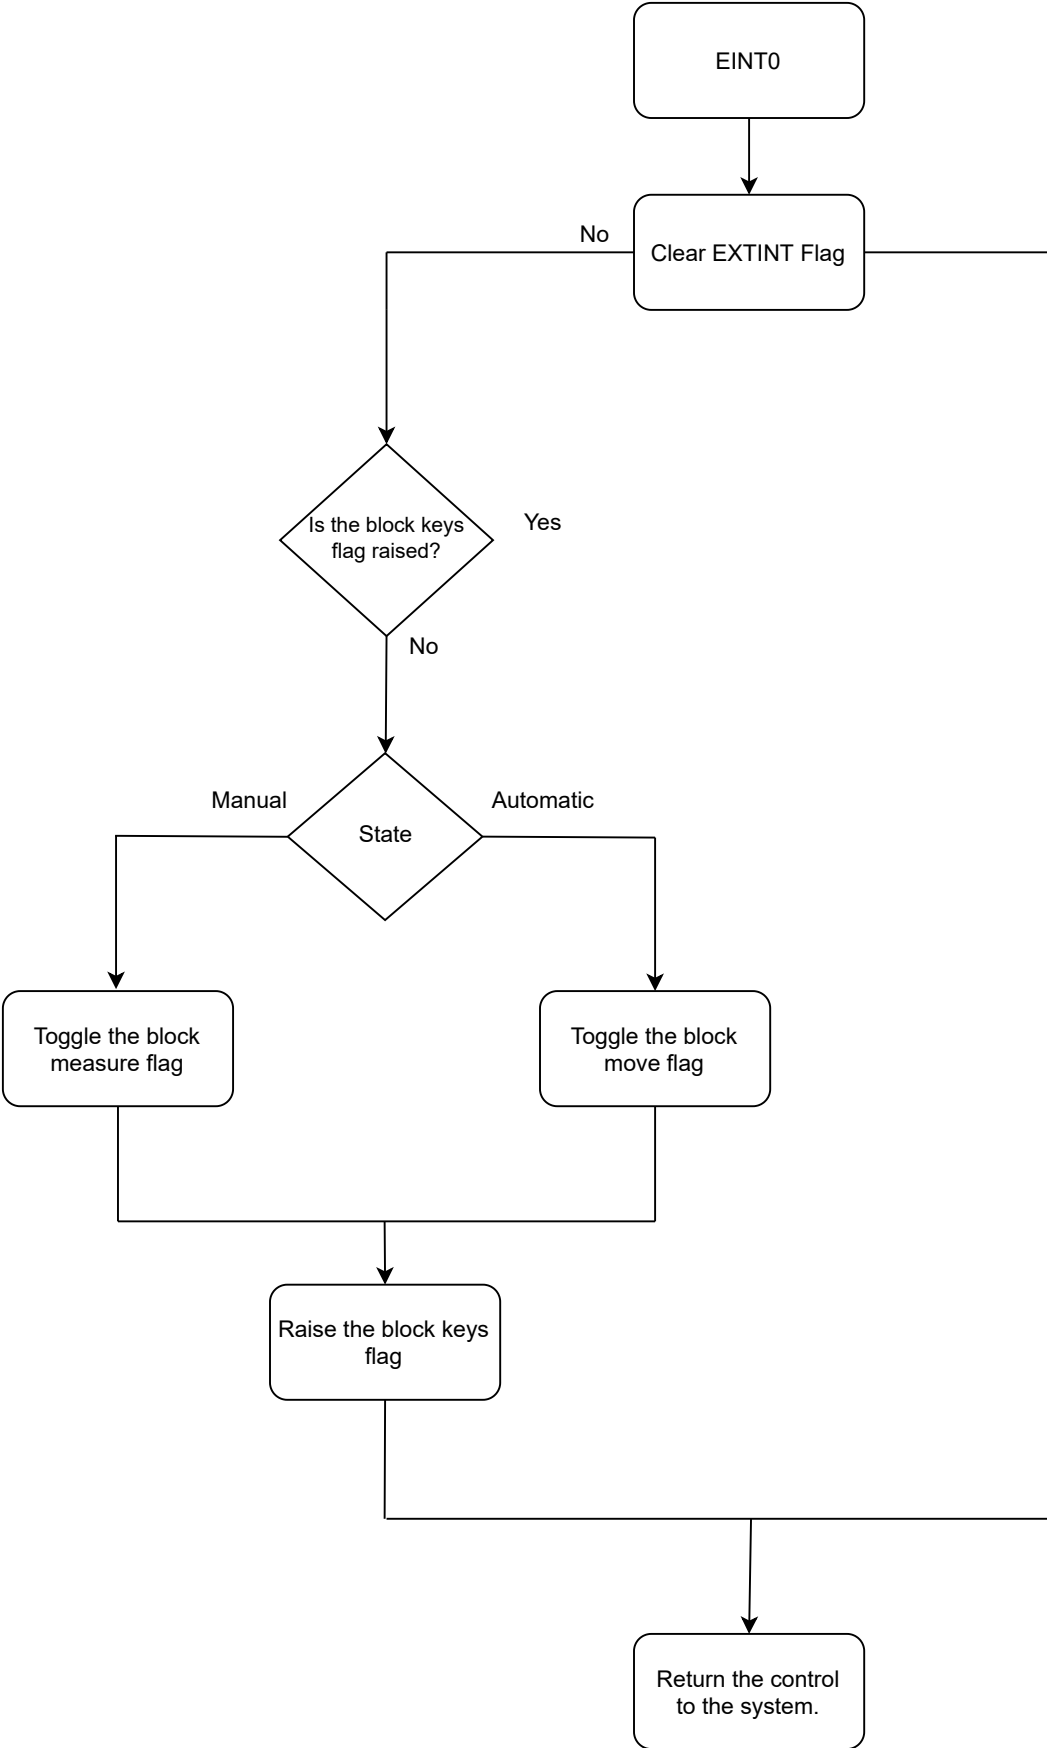 EINT0
No
Clear EXTINT Flag
Is the block keys
flag raised?
Yes
No
Manual
Automatic
State
Toggle the block
measure flag
Toggle the block
move flag
Raise the block keys
flag
Return the control
to the system.